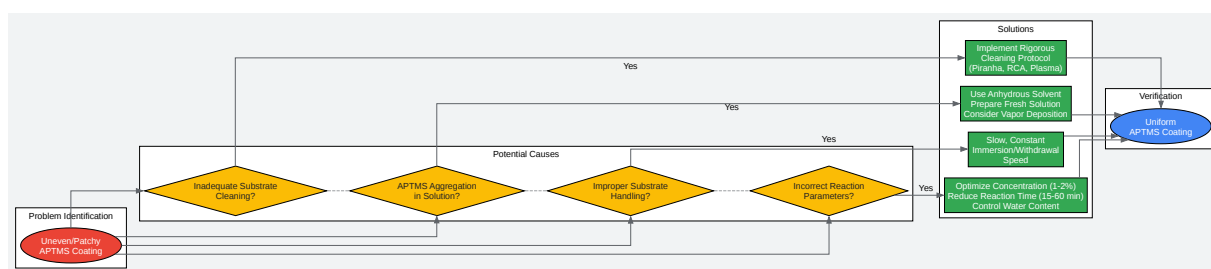 Solutions
Implement Rigorous
Cleaning Protocol
(Piranha, RCA, Plasma)
Yes
Use Anhydrous Solvent
Prepare Fresh Solution
Consider Vapor Deposition
Yes
Verification
Uniform
APTMS Coating
Slow, Constant
Immersion/Withdrawal
Speed
Yes
Potential Causes
Inadequate Substrate
Cleaning?
APTMS Aggregation
in Solution?
Improper Substrate
Handling?
Incorrect Reaction
Parameters?
Yes
Optimize Concentration (1-2%)
Reduce Reaction Time (15-60 min)
Control Water Content
Problem Identification
Uneven/Patchy
APTMS Coating